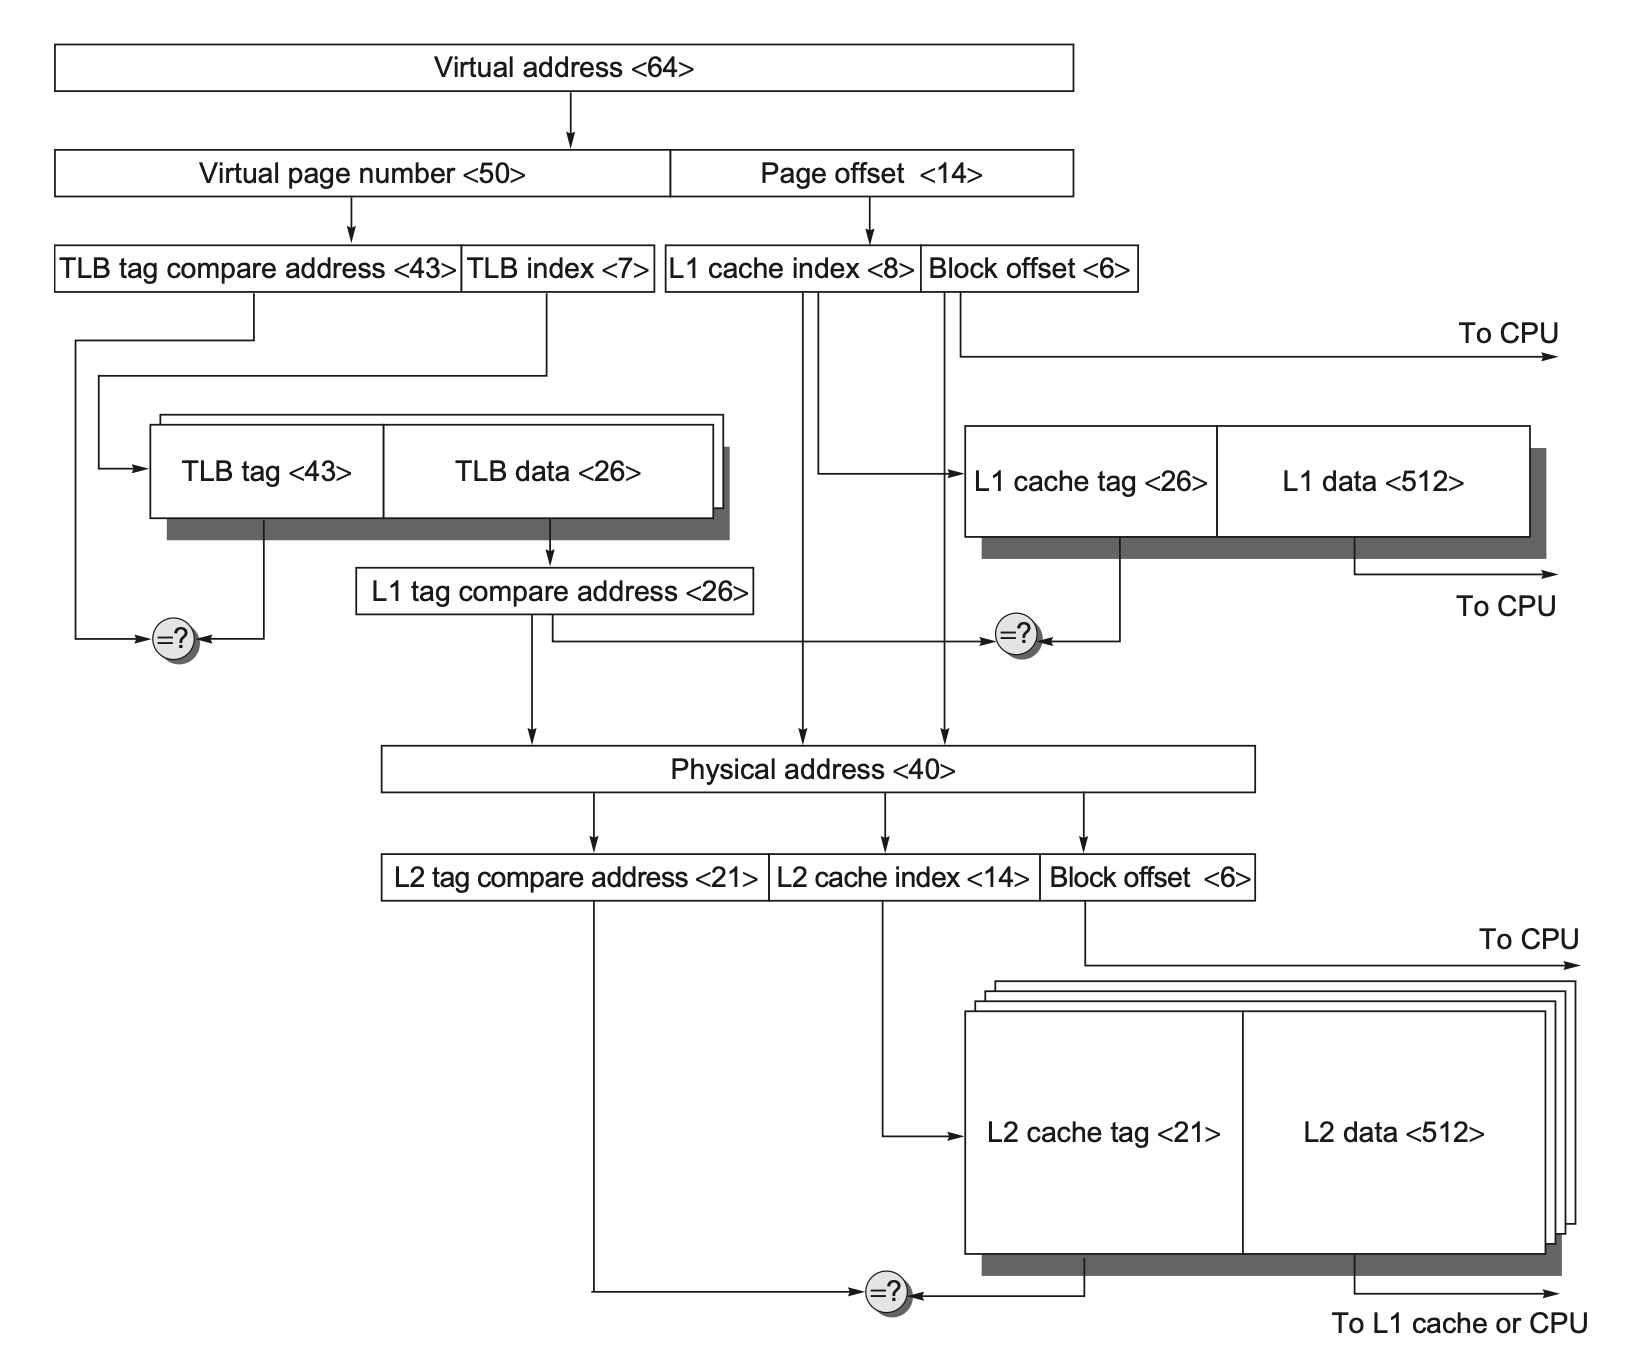 Virtual address <64>
Virtual page number <50> Page offset <14>
TLB tag compare address <43> TLB index <7> L1 cache index <8> Block offset <6>
To CPU
TLB tag <43> TLB data <26>
L1 cache tag <26> L1 data <512>
L1 tag compare address <26>
To CPU
=? =?
Physical address <40>
L2 tag compare address <21> L2 cache index <14> Block offset <6>
To CPU
L2 cache tag <21> L2 data <512>
=?
To L1 cache or CPU